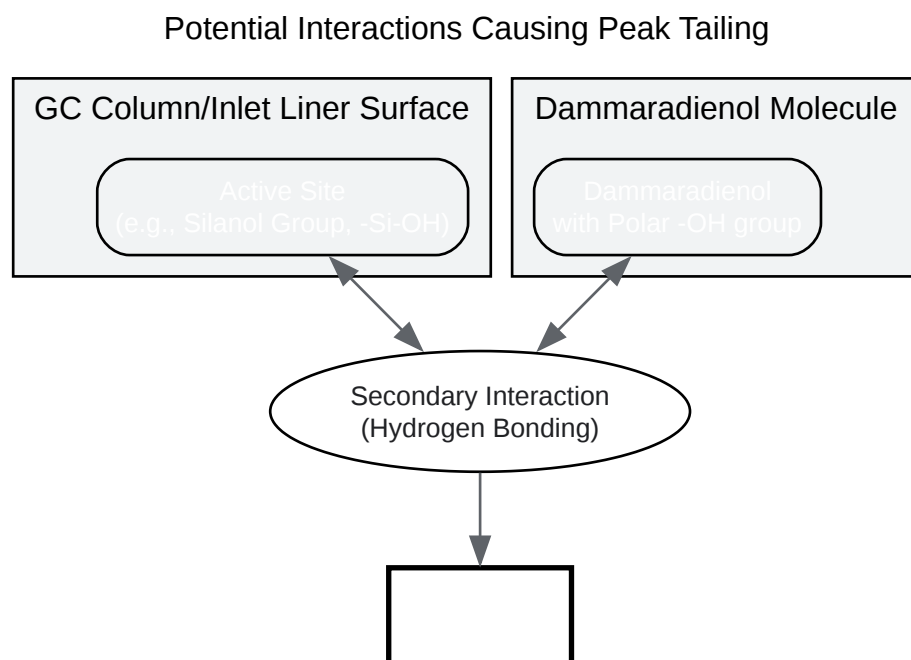 Potential Interactions Causing Peak Tailing
GC Column/Inlet Liner Surface
Dammaradienol Molecule
Active Site
(e.g., Silanol Group, -Si-OH)
Dammaradienol
with Polar -OH group
Secondary Interaction
(Hydrogen Bonding)